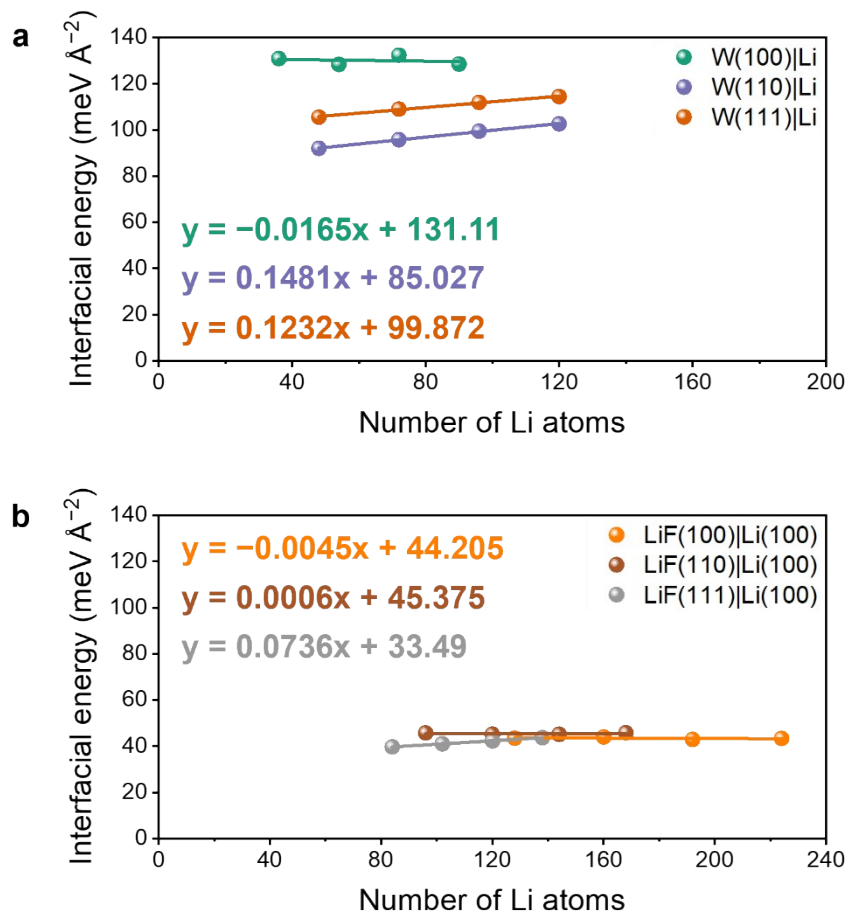 a
Interfacial energy (meV Å⁻²)
140
120
100
80
60
40
20
0
W(100)|Li
W(110)|Li
W(111)|Li
y = −0.0165x + 131.11
y = 0.1481x + 85.027
y = 0.1232x + 99.872
0 40 80 120 160 200
Number of Li atoms
b
Interfacial energy (meV Å⁻²)
140
120
100
80
60
40
20
0
y = −0.0045x + 44.205
y = 0.0006x + 45.375
y = 0.0736x + 33.49
LiF(100)|Li(100)
LiF(110)|Li(100)
LiF(111)|Li(100)
0 40 80 120 160 200 240
Number of Li atoms